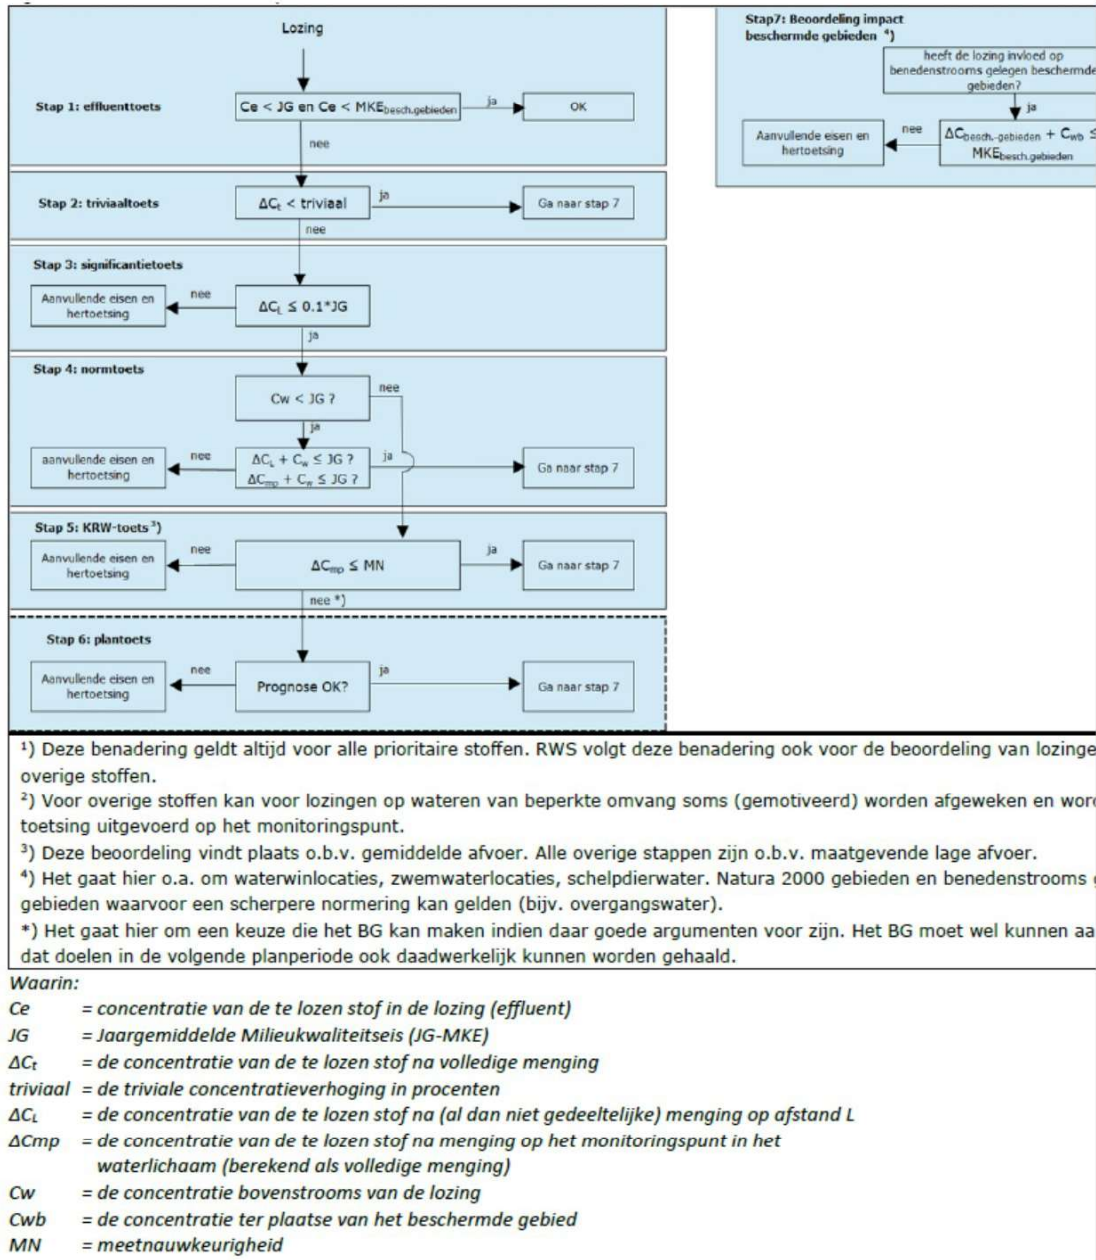 Lozing
Stap 1: effluenttoets
Ce < JG en Ce < MKEbesch.gebieden
ja
OK
nee
Stap 2: triviaaltoets
ΔCt < triviaal
ja
Ga naar stap 7
nee
Stap 3: significantietoets
Aanvullende eisen en
hertoetsing
nee
ΔCL ≤ 0.1*JG
ja
Stap 4: normtoets
Cw < JG ?
nee
ja
aanvullende eisen en
hertoetsing
nee
ΔCL + Cw ≤ JG ?
ΔCmp + Cw ≤ JG ?
ja
Ga naar stap 7
Stap 5: KRW-toets³)
Aanvullende eisen en
hertoetsing
nee
ΔCmp ≤ MN
ja
Ga naar stap 7
nee *)
Stap 6: plantoets
Aanvullende eisen en
hertoetsing
nee
Prognose OK?
ja
Ga naar stap 7
Stap7: Beoordeling impact
beschermde gebieden ⁴)
heeft de lozing invloed op
benedenstrooms gelegen beschermde
gebieden?
ja
Aanvullende eisen en
hertoetsing
nee
ΔCbesch.-gebieden + Cwb ≤
MKEbesch.gebieden
¹) Deze benadering geldt altijd voor alle prioritaire stoffen. RWS volgt deze benadering ook voor de beoordeling van lozinge
overige stoffen.
²) Voor overige stoffen kan voor lozingen op wateren van beperkte omvang soms (gemotiveerd) worden afgeweken en word
toetsing uitgevoerd op het monitoringspunt.
³) Deze beoordeling vindt plaats o.b.v. gemiddelde afvoer. Alle overige stappen zijn o.b.v. maatgevende lage afvoer.
⁴) Het gaat hier o.a. om waterwinlocaties, zwemwaterlocaties, schelpdierwater. Natura 2000 gebieden en benedenstrooms g
gebieden waarvoor een scherpere normering kan gelden (bijv. overgangswater).
*) Het gaat hier om een keuze die het BG kan maken indien daar goede argumenten voor zijn. Het BG moet wel kunnen aa
dat doelen in de volgende planperiode ook daadwerkelijk kunnen worden gehaald.
Waarin:
Ce = concentratie van de te lozen stof in de lozing (effluent)
JG = Jaargemiddelde Milieukwaliteitseis (JG-MKE)
ΔCt = de concentratie van de te lozen stof na volledige menging
triviaal = de triviale concentratieverhoging in procenten
ΔCL = de concentratie van de te lozen stof na (al dan niet gedeeltelijke) menging op afstand L
ΔCmp = de concentratie van de te lozen stof na menging op het monitoringspunt in het
waterlichaam (berekend als volledige menging)
Cw = de concentratie bovenstrooms van de lozing
Cwb = de concentratie ter plaatse van het beschermde gebied
MN = meetnauwkeurigheid